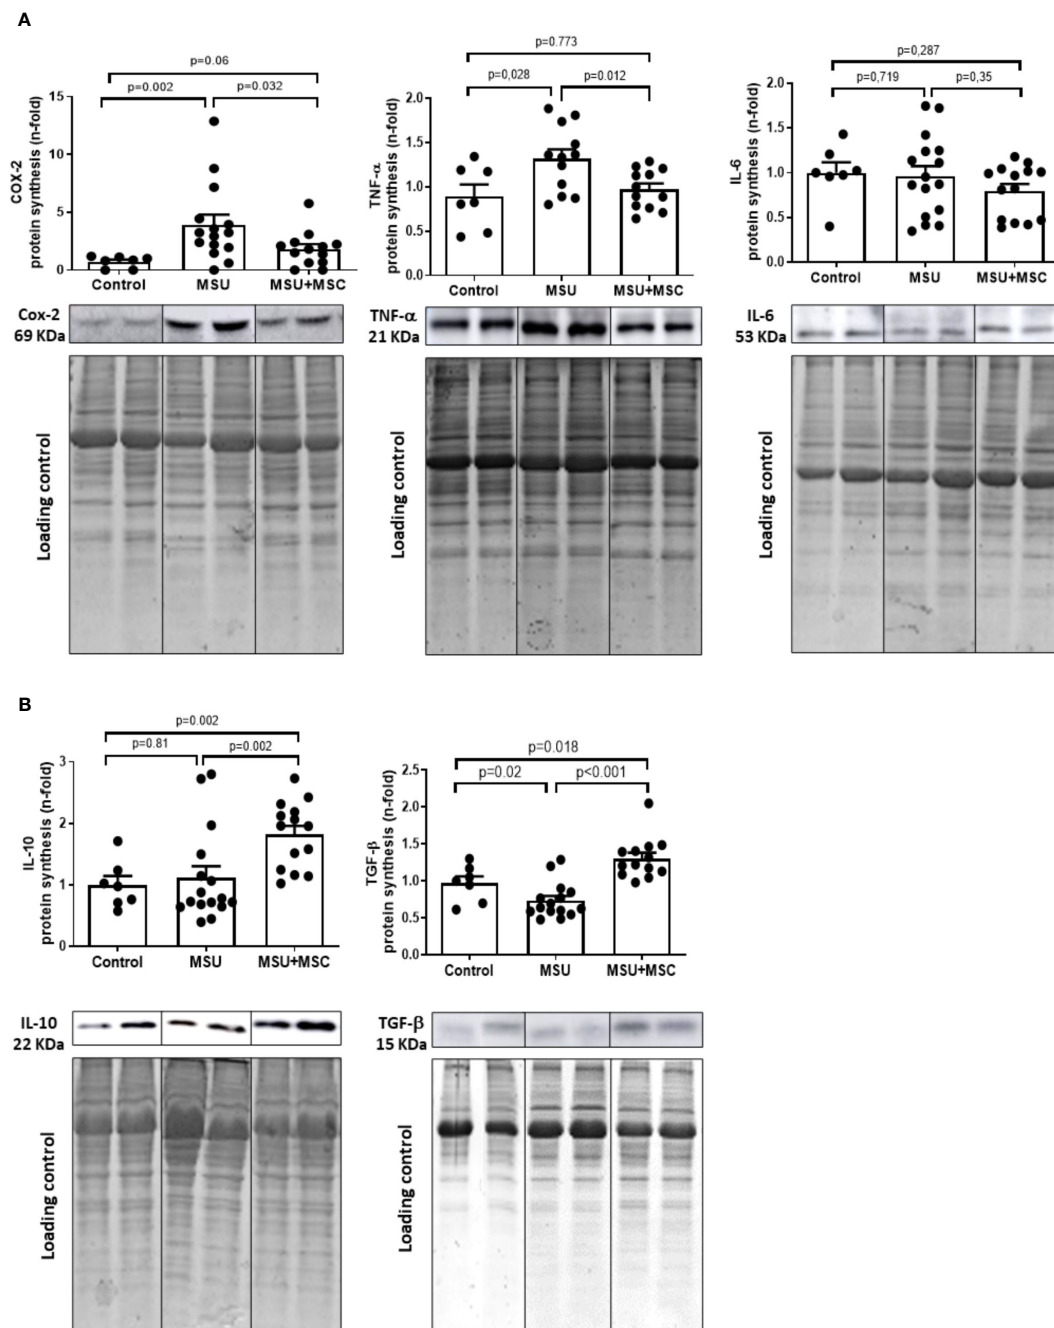 A
p=0.06
p=0.002
p=0.032
COX-2
protein synthesis (n-fold)
15
10
5
0
Control MSU MSU+MSC
Cox-2
69 KDa
Loading control
p=0.773
p=0,028
p=0.012
TNF-α
protein synthesis (n-fold)
2.0
1.5
1.0
0.5
0.0
Control MSU MSU+MSC
TNF-α
21 KDa
Loading control
p=0,287
p=0,719
p=0,35
IL-6
protein synthesis (n-fold)
2.0
1.5
1.0
0.5
0.0
Control MSU MSU+MSC
IL-6
53 KDa
Loading control
B
p=0.002
p=0.81
p=0.002
IL-10
protein synthesis (n-fold)
3
2
1
0
Control MSU MSU+MSC
IL-10
22 KDa
Loading control
p=0.018
p=0.02
p<0.001
TGF-β
protein synthesis (n-fold)
2.5
2.0
1.5
1.0
0.5
0.0
Control MSU MSU+MSC
TGF-β
15 KDa
Loading control